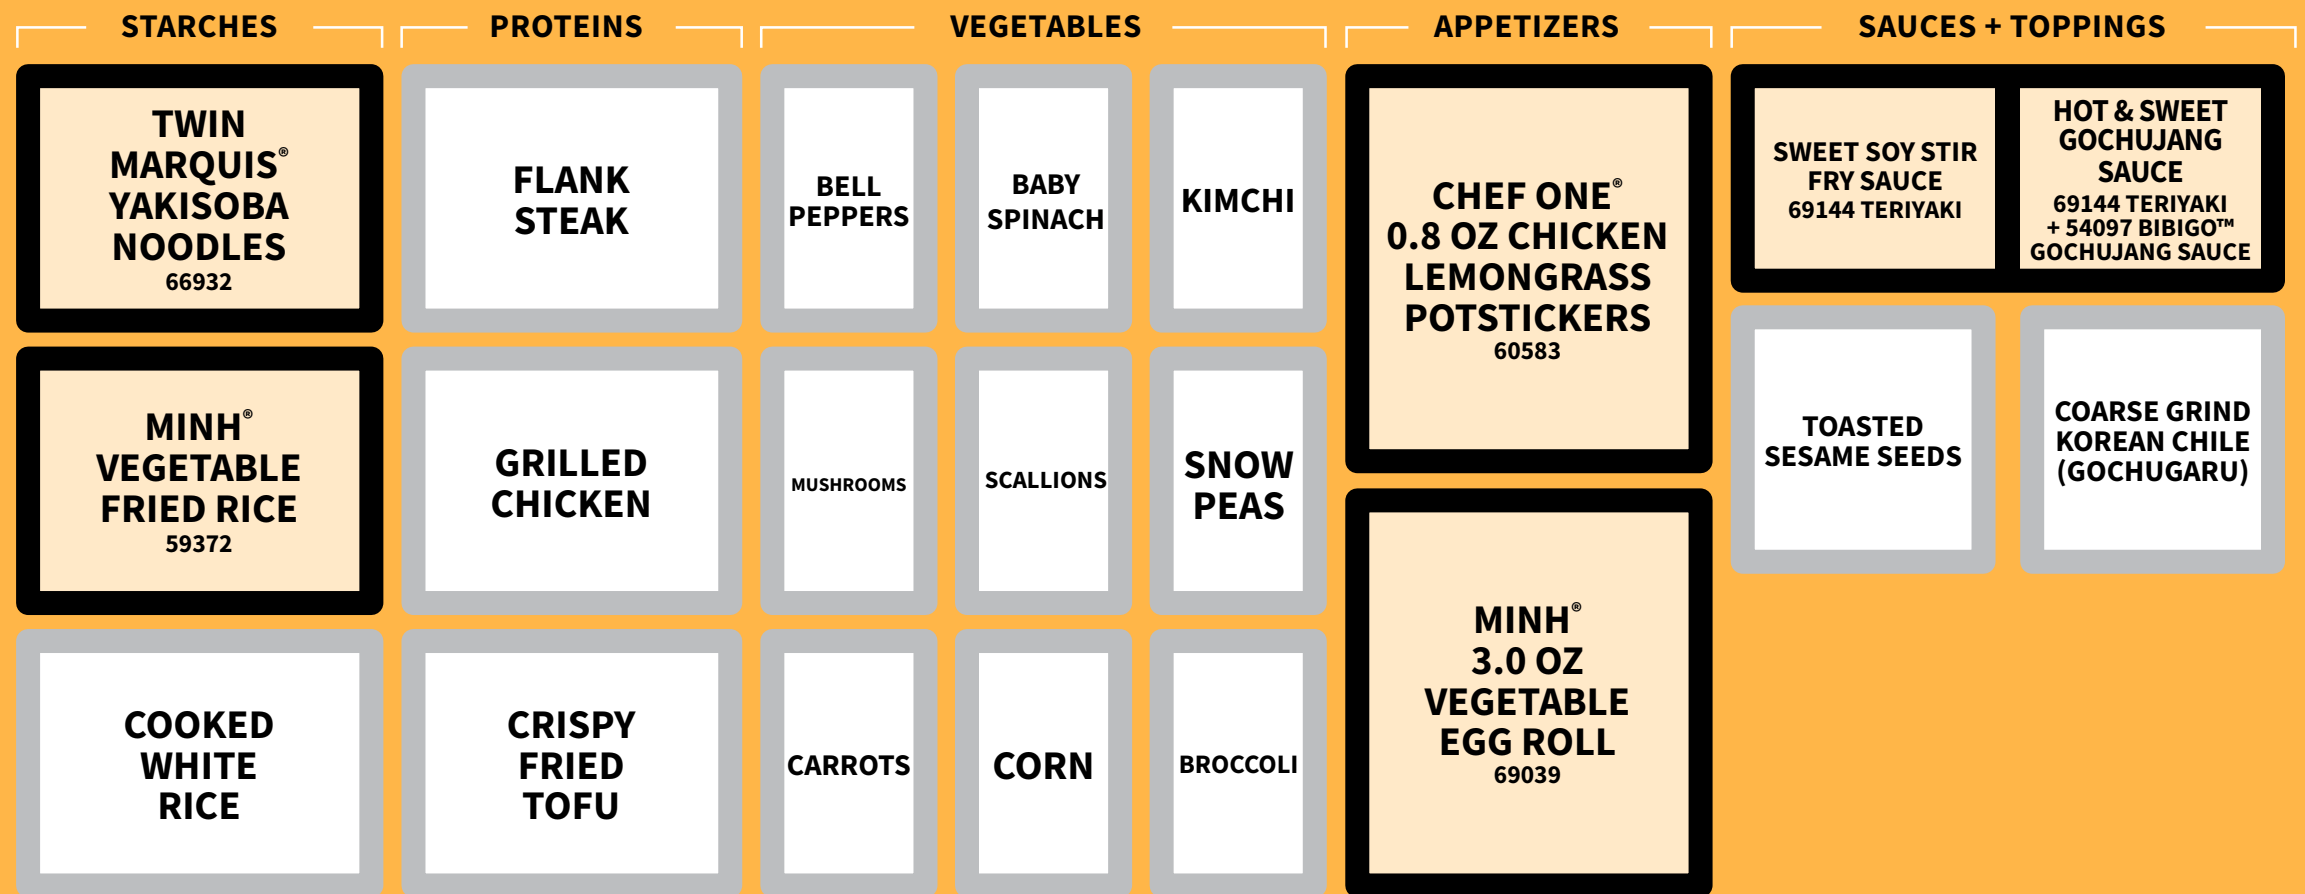 STARCHES
PROTEINS
VEGETABLES
APPETIZERS
SAUCES + TOPPINGS
TWIN
MARQUIS®
YAKISOBA
NOODLES
66932
MINH®
VEGETABLE
FRIED RICE
59372
COOKED
WHITE
RICE
FLANK
STEAK
GRILLED
CHICKEN
CRISPY
FRIED
TOFU
BELL
PEPPERS
BABY
SPINACH
KIMCHI
MUSHROOMS
SCALLIONS
SNOW
PEAS
CARROTS
CORN
BROCCOLI
CHEF ONE®
0.8 OZ CHICKEN
LEMONGRASS
POTSTICKERS
60583
MINH®
3.0 OZ
VEGETABLE
EGG ROLL
69039
SWEET SOY STIR
FRY SAUCE
69144 TERIYAKI
HOT & SWEET
GOCHUJANG
SAUCE
69144 TERIYAKI
+ 54097 BIBIGO™
GOCHUJANG SAUCE
TOASTED
SESAME SEEDS
COARSE GRIND
KOREAN CHILE
(GOCHUGARU)